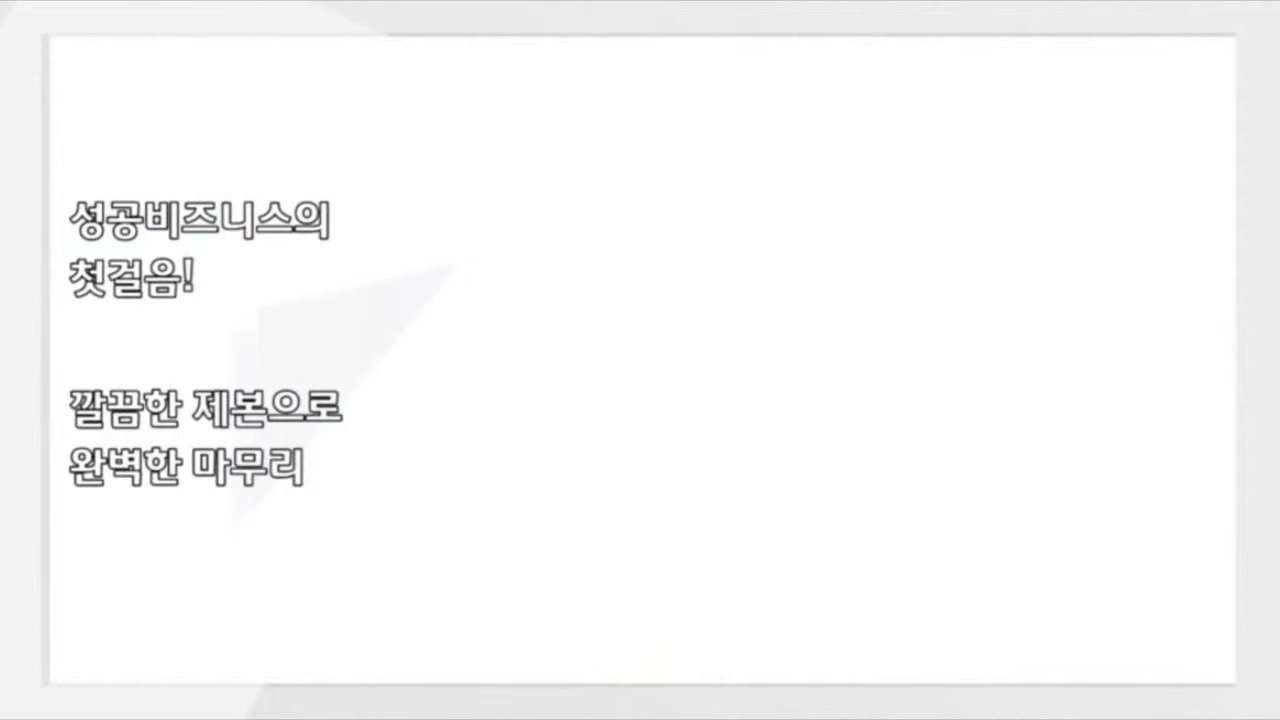 성공비즈니스의
첫걸음!
깔끔한 제본으로
완벽한 마무리